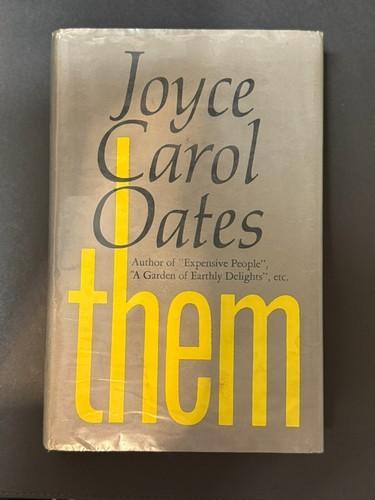 Joyce
Carol
Oates
Author of "Expensive People",
"A Garden of Earthly Delights", etc.
them